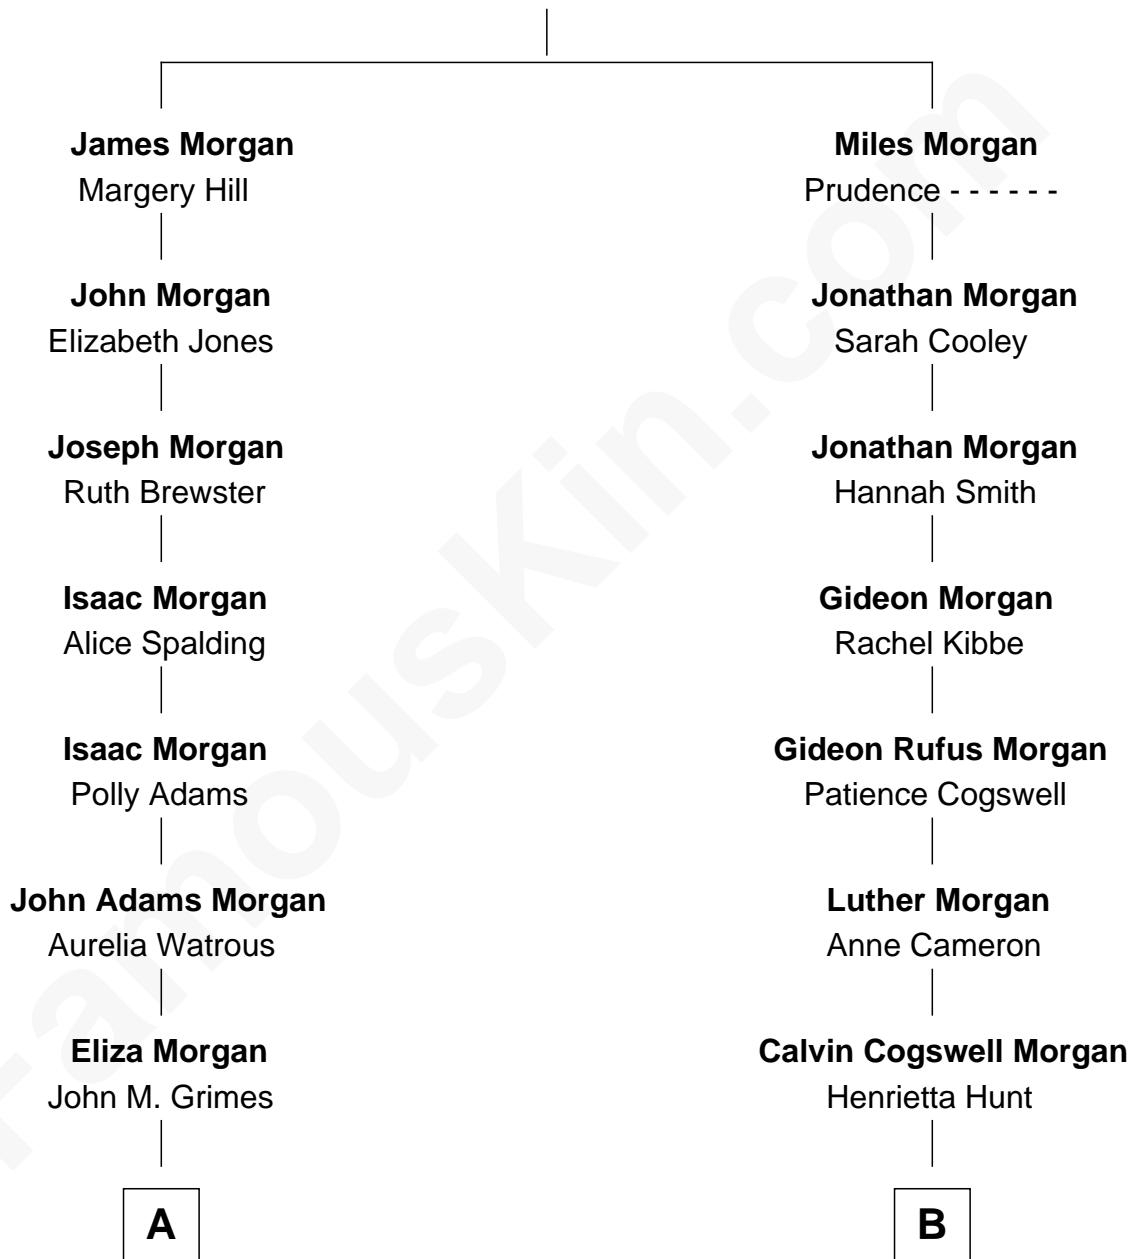 James Morgan
Margery Hill
John Morgan
Elizabeth Jones
Joseph Morgan
Ruth Brewster
Isaac Morgan
Alice Spalding
Isaac Morgan
Polly Adams
John Adams Morgan
Aurelia Watrous
Eliza Morgan
John M. Grimes
A
Miles Morgan
Prudence - - - - - -
Jonathan Morgan
Sarah Cooley
Jonathan Morgan
Hannah Smith
Gideon Morgan
Rachel Kibbe
Gideon Rufus Morgan
Patience Cogswell
Luther Morgan
Anne Cameron
Calvin Cogswell Morgan
Henrietta Hunt
B
FamousKin.com